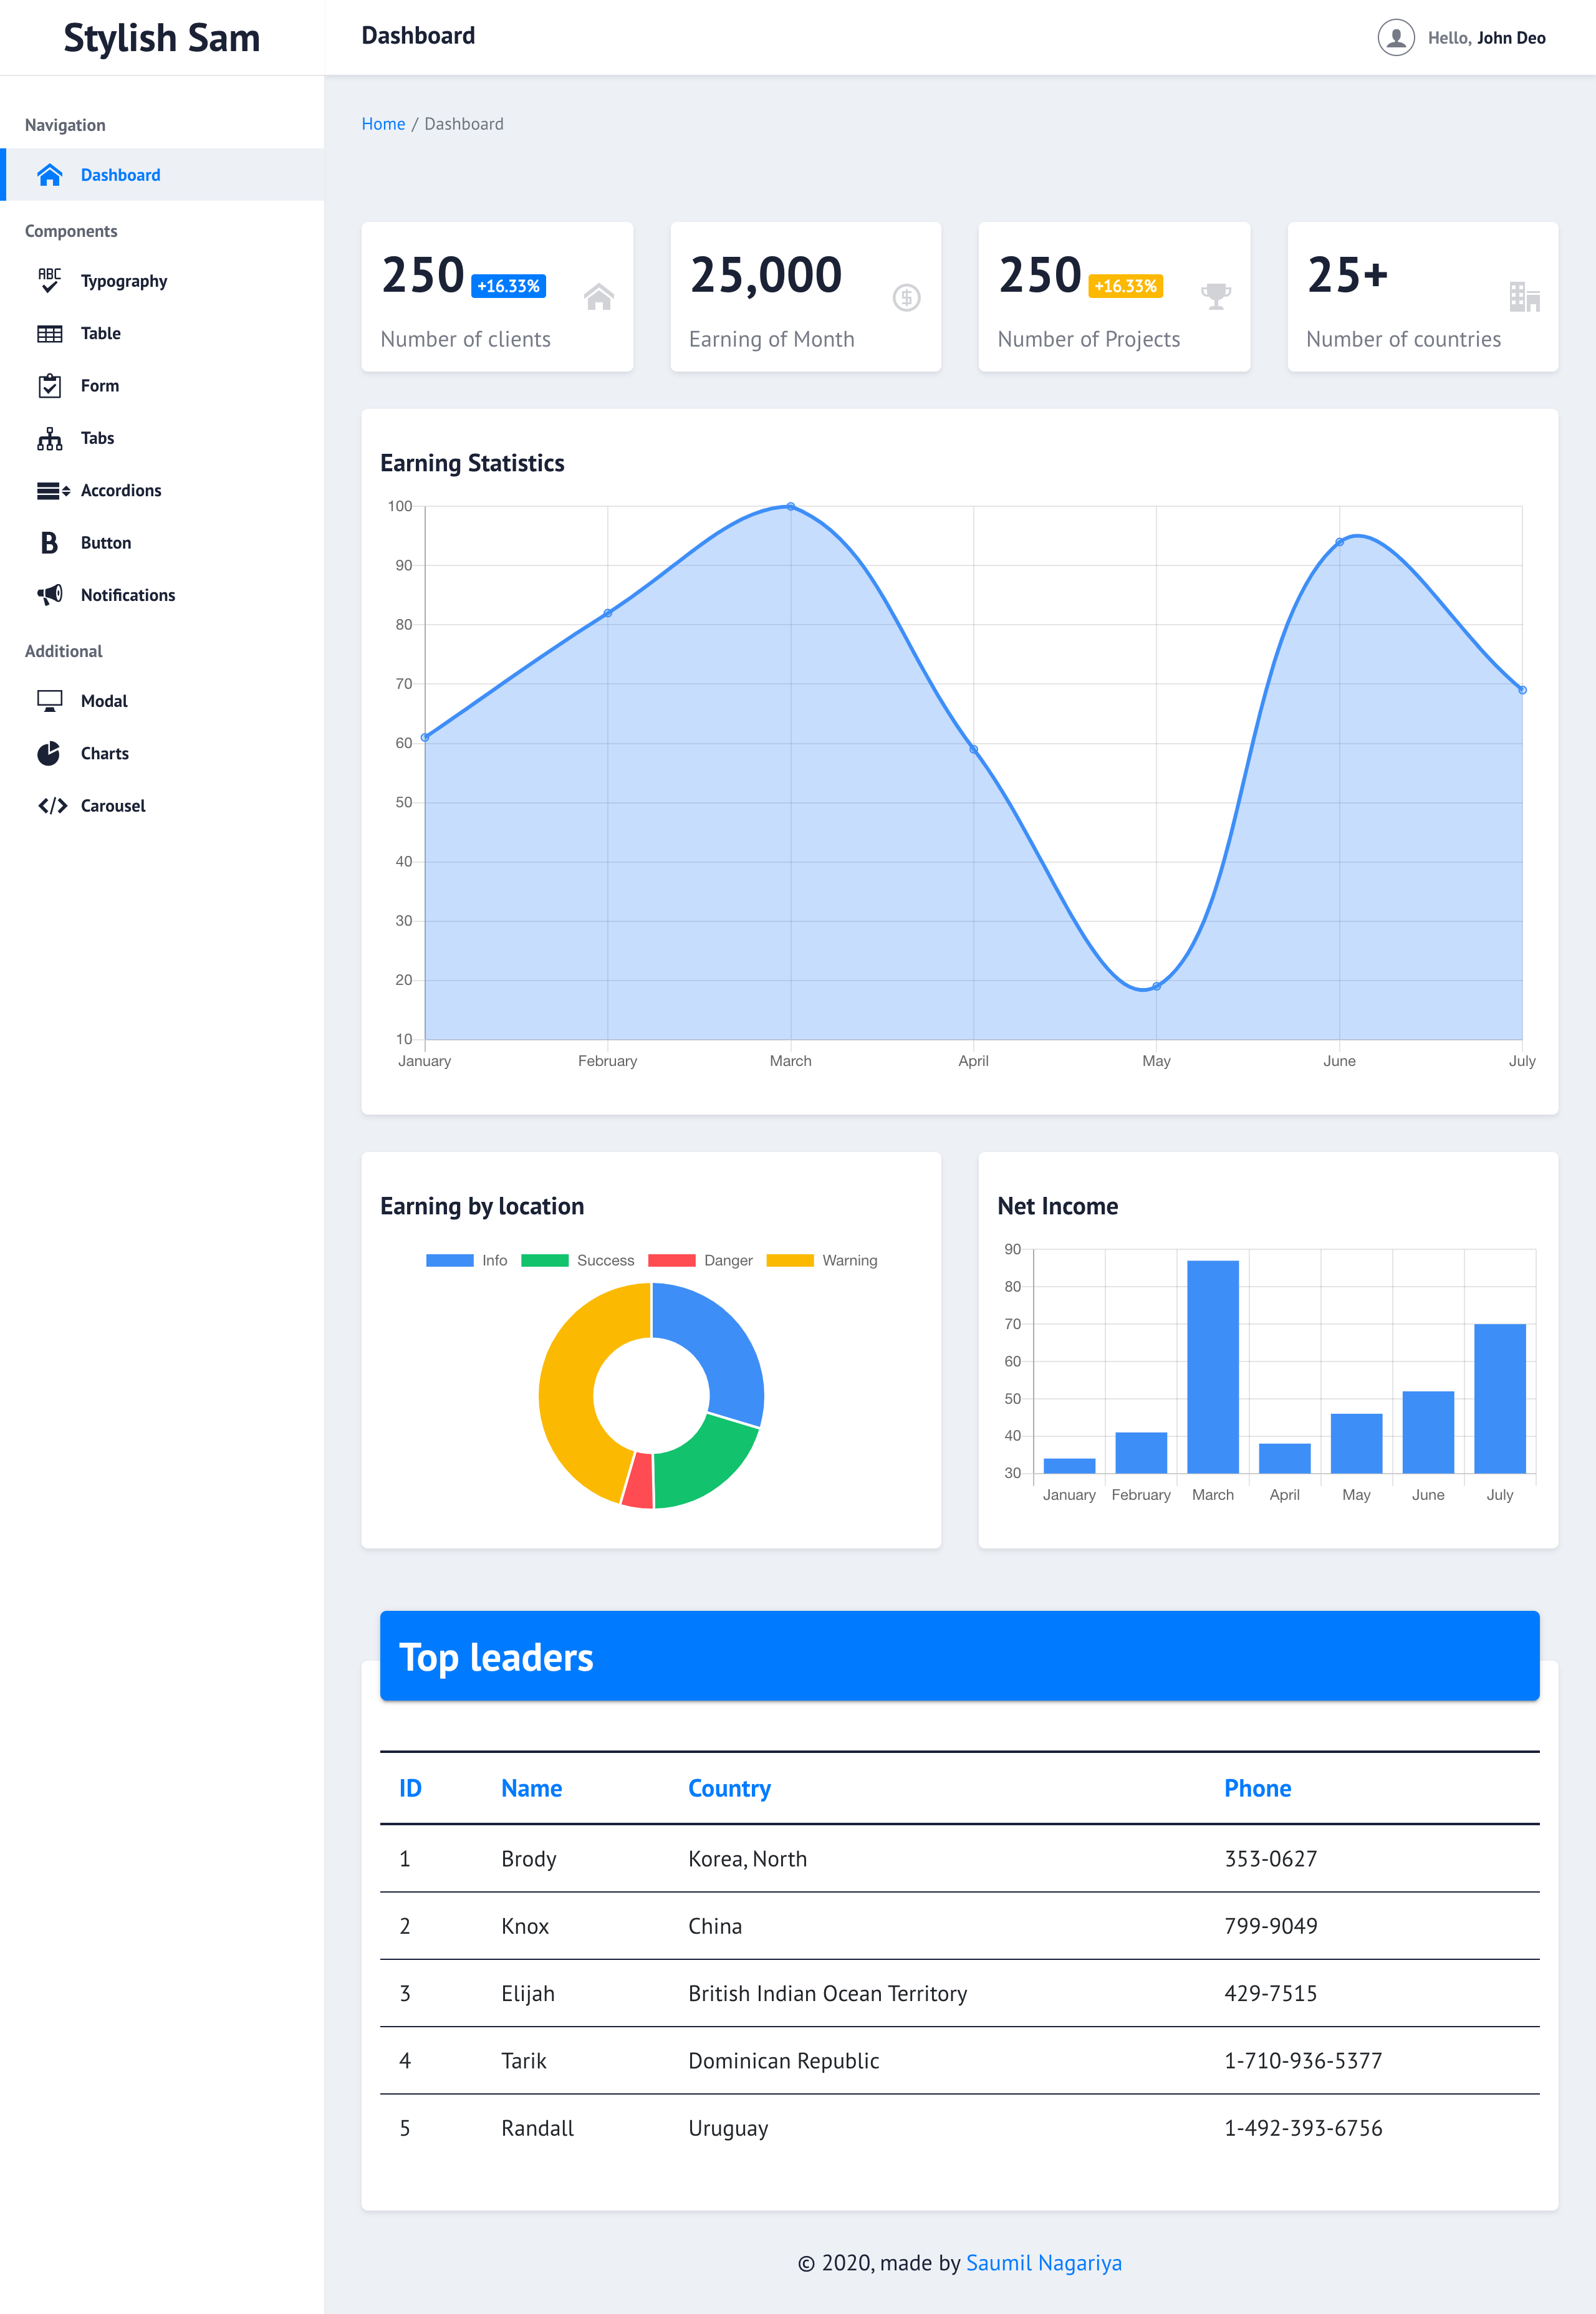 Stylish Sam
Dashboard
Hello, John Deo
Navigation
Dashboard
Components
ABC
Typography
Table
Form
Tabs
Accordions
B Button
Notifications
Additional
Modal
Charts
Carousel
Home / Dashboard
250 +16.33%
Number of clients
25,000
$
Earning of Month
250 +16.33%
Number of Projects
25+
Number of countries
Earning Statistics
100
90
80
70
60
50
40
30
20
10
January February March April May June July
Earning by location
Info Success Danger Warning
Net Income
90
80
70
60
50
40
30
January February March April May June July
Top leaders
ID Name Country Phone
1 Brody Korea, North 353-0627
2 Knox China 799-9049
3 Elijah British Indian Ocean Territory 429-7515
4 Tarik Dominican Republic 1-710-936-5377
5 Randall Uruguay 1-492-393-6756
© 2020, made by Saumil Nagariya